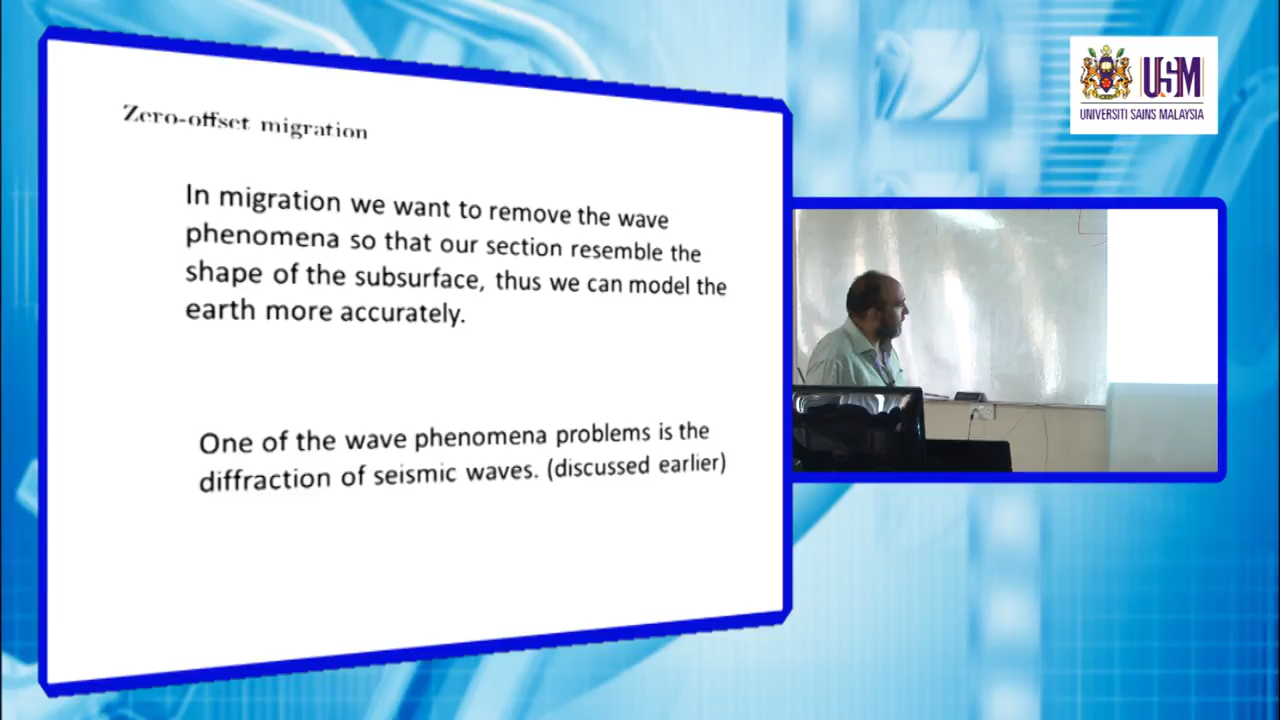 Zero-offset migration
In migration we want to remove the wave
phenomena so that our section resemble the
shape of the subsurface, thus we can model the
earth more accurately.
One of the wave phenomena problems is the
diffraction of seismic waves. (discussed earlier)
USM
UNIVERSITI SAINS MALAYSIA